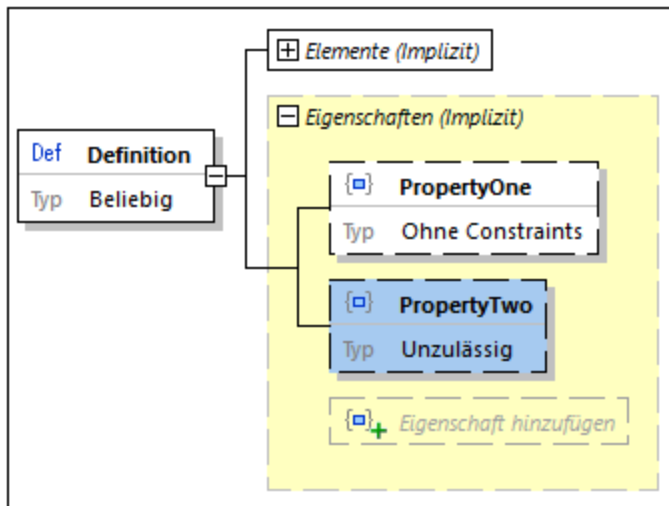 Elemente (Implizit)
Eigenschaften (Implizit)
Def Definition
Typ Beliebig
PropertyOne
Typ Ohne Constraints
PropertyTwo
Typ Unzulässig
Eigenschaft hinzufügen